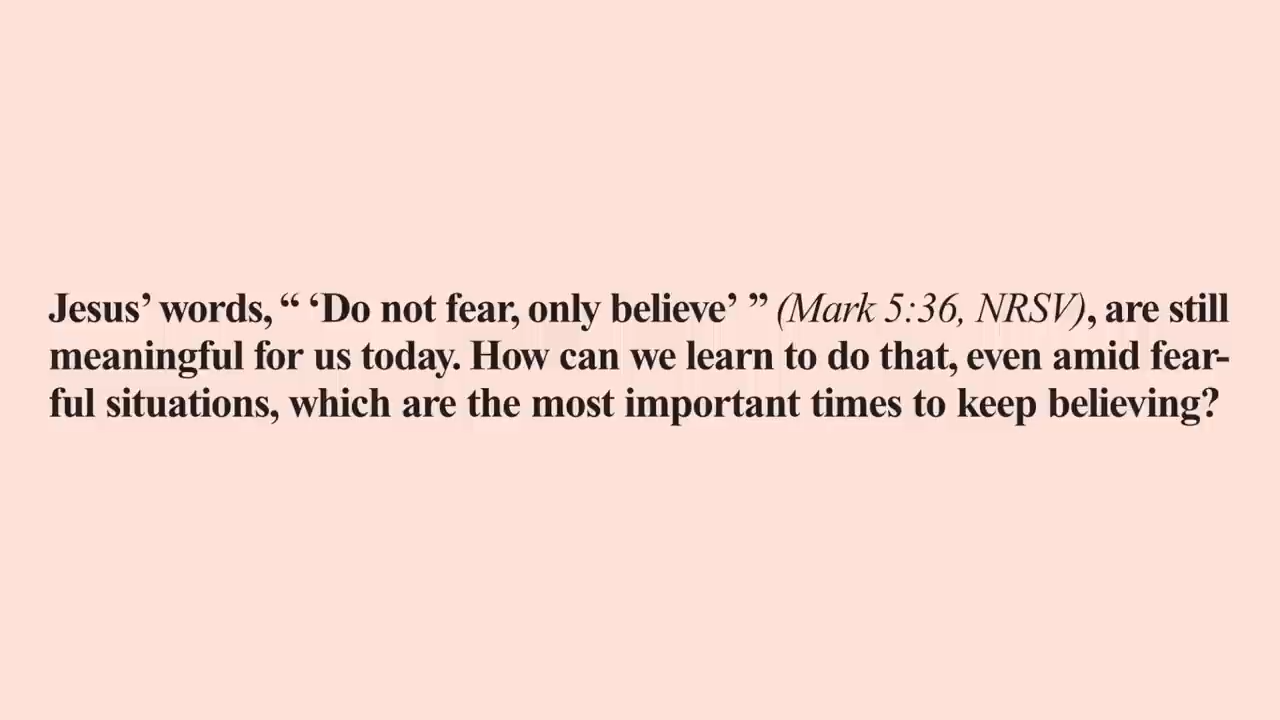 Jesus’ words, “ ‘Do not fear, only believe’ ” (Mark 5:36, NRSV), are still
meaningful for us today. How can we learn to do that, even amid fear-
ful situations, which are the most important times to keep believing?